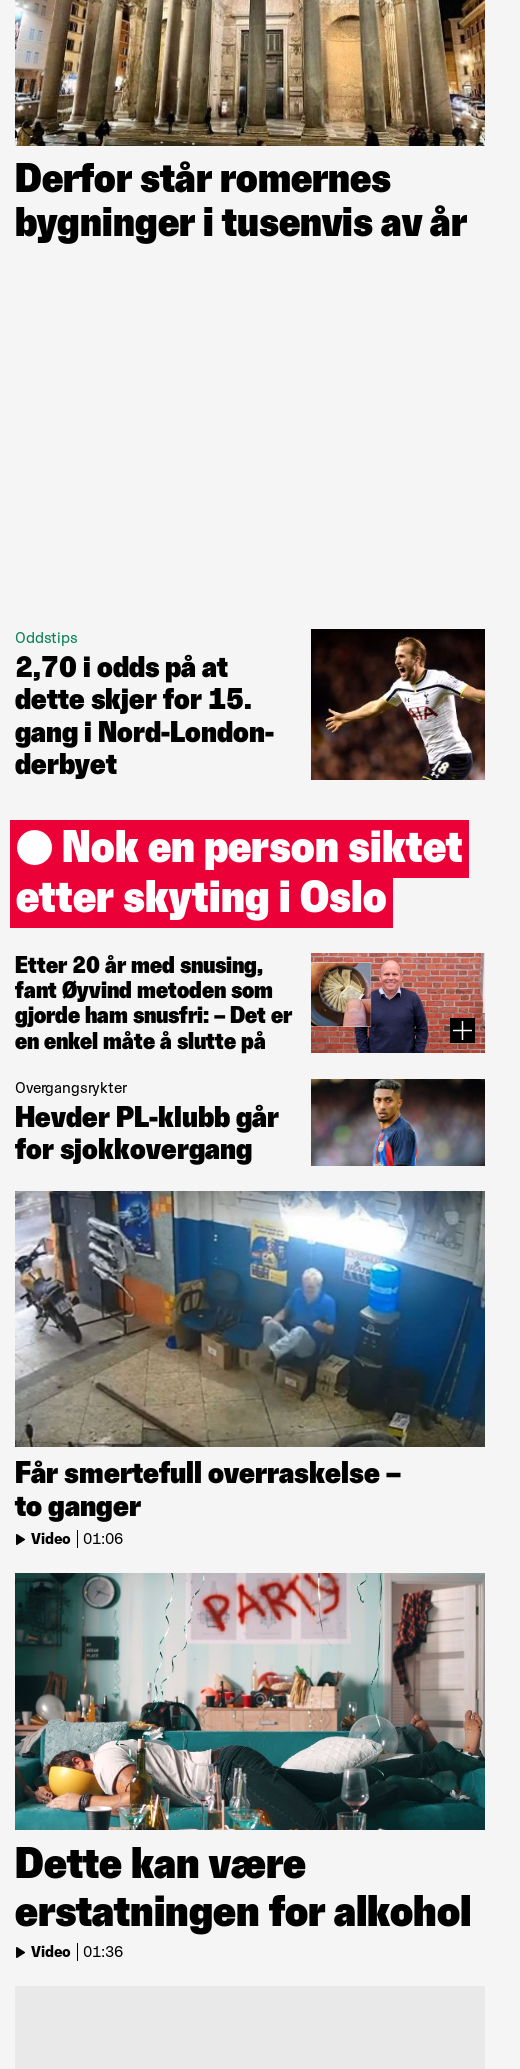 Derfor står romernes
bygninger i tusenvis av år
Oddstips
2,70 i odds på at
dette skjer for 15.
gang i Nord-London-
derbyet
AIA
18
Nok en person siktet
etter skyting i Oslo
Etter 20 år med snusing,
fant Øyvind metoden som
gjorde ham snusfri: – Det er
en enkel måte å slutte på
Overgangsrykter
Hevder PL-klubb går
for sjokkovergang
Får smertefull overraskelse –
to ganger
Video | 01:06
PARTY
Dette kan være
erstatningen for alkohol
Video | 01:36